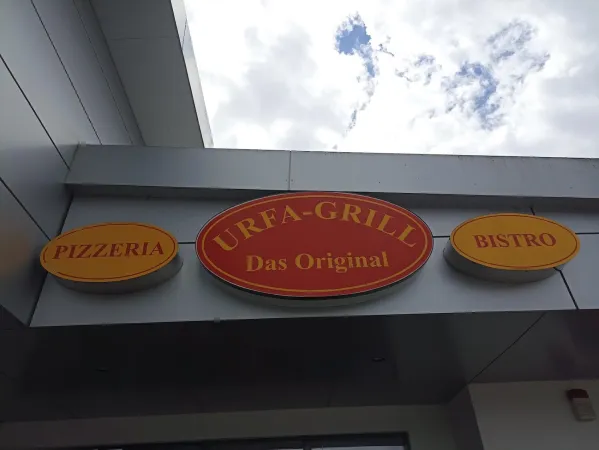 PIZZERIA
URFA-GRILL
Das Original
BISTRO